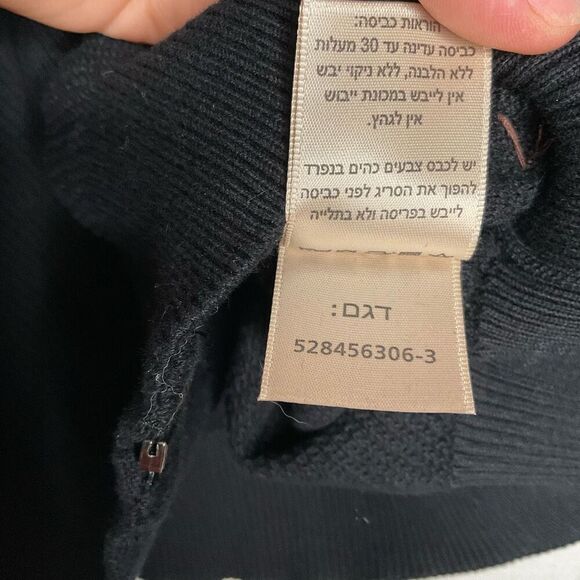 הוראות כביסה:
כביסה עדינה עד 30 מעלות
ללא הלבנה, ללא ניקוי יבש
אין לייבש במכונת ייבוש
אין לגהץ.
יש לכבס צבעים כהים בנפרד
להפוך את הסריג לפני כביסה
לייבש בפריסה ולא בתלייה
דגם:
528456306-3